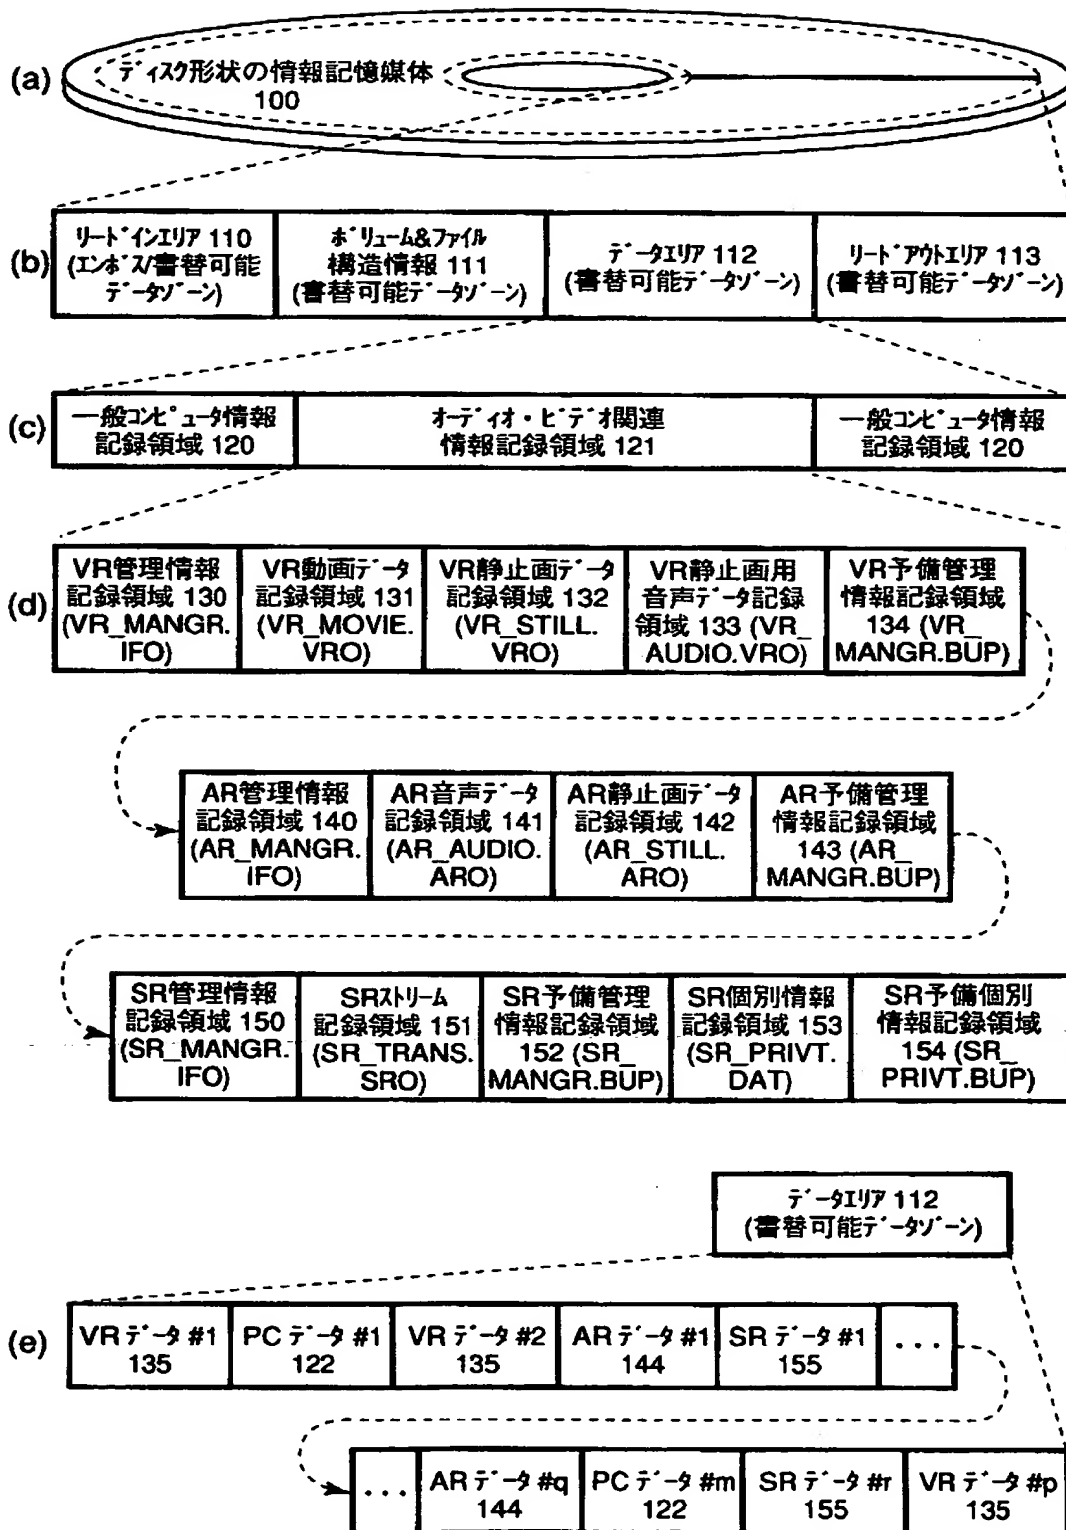 (a)
ディスク形状の情報記憶媒体
100
(b)
リードインエリア 110
(エンボス/書替可能
データゾーン)
ボリューム&ファイル
構造情報 111
(書替可能データゾーン)
データエリア 112
(書替可能データゾーン)
リードアウトエリア 113
(書替可能データゾーン)
(c)
一般コンピュータ情報
記録領域 120
オーディオ・ビデオ関連
情報記録領域 121
一般コンピュータ情報
記録領域 120
(d)
VR管理情報
記録領域 130
(VR_MANGR.
IFO)
VR動画データ
記録領域 131
(VR_MOVIE.
VRO)
VR静止画データ
記録領域 132
(VR_STILL.
VRO)
VR静止画用
音声データ記録
領域 133 (VR_
AUDIO.VRO)
VR予備管理
情報記録領域
134 (VR_
MANGR.BUP)
AR管理情報
記録領域 140
(AR_MANGR.
IFO)
AR音声データ
記録領域 141
(AR_AUDIO.
ARO)
AR静止画データ
記録領域 142
(AR_STILL.
ARO)
AR予備管理
情報記録領域
143 (AR_
MANGR.BUP)
SR管理情報
記録領域 150
(SR_MANGR.
IFO)
SRストリーム
記録領域 151
(SR_TRANS.
SRO)
SR予備管理
情報記録領域
152 (SR_
MANGR.BUP)
SR個別情報
記録領域 153
(SR_PRIVT.
DAT)
SR予備個別
情報記録領域
154 (SR_
PRIVT.BUP)
データエリア 112
(書替可能データゾーン)
(e)
VR データ #1
135
PC データ #1
122
VR データ #2
135
AR データ #1
144
SR データ #1
155
...
...
AR データ #q
144
PC データ #m
122
SR データ #r
155
VR データ #p
135